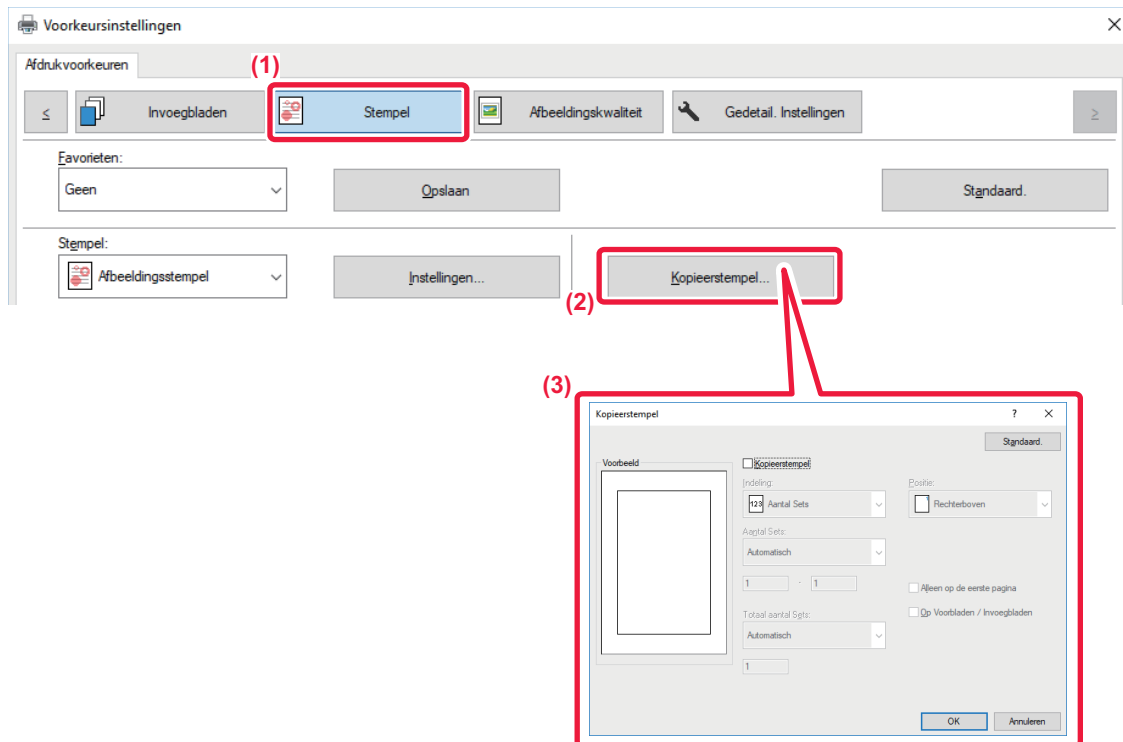 Voorkeursinstellingen
Afdrukvoorkeuren
(1)
≤ Invoegbladen Stempel Afbeeldingskwaliteit Gedetail. Instellingen ≥
Favorieten:
Geen Opslaan Standaard.
Stempel:
Afbeeldingsstempel Instellingen... Kopieerstempel...
(2)
(3)
Kopieerstempel ?
Standaard.
Voorbeeld Kopieerstempel
Indeling: Positie:
123 Aantal Sets 1 Rechterboven
Aantal Sets:
Automatisch
1 - 1 Alleen op de eerste pagina
Totaal aantal Sets: Op Voorbladen / Invoegbladen
Automatisch
1
OK Annuleren